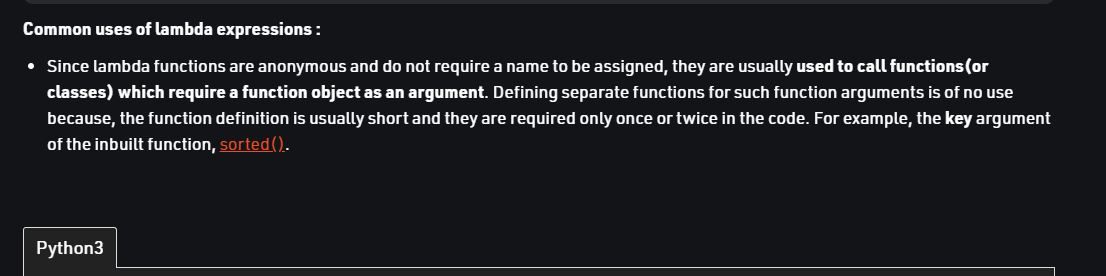 Common uses of lambda expressions :
• Since lambda functions are anonymous and do not require a name to be assigned, they are usually used to call functions(or
classes) which require a function object as an argument. Defining separate functions for such function arguments is of no use
because, the function definition is usually short and they are required only once or twice in the code. For example, the key argument
of the inbuilt function, sorted().
Python3